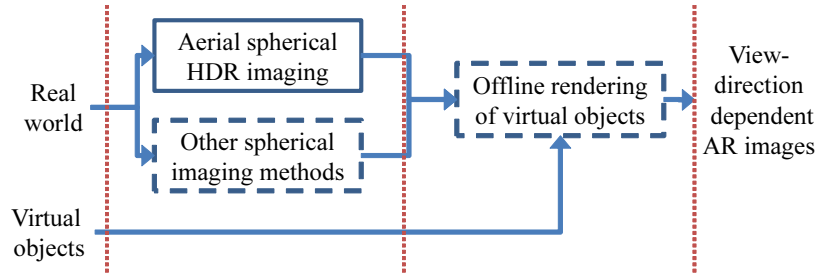 Real
world
Virtual
objects
Aerial spherical
HDR imaging
Other spherical
imaging methods
Offline rendering
of virtual objects
View-
direction
dependent
AR images